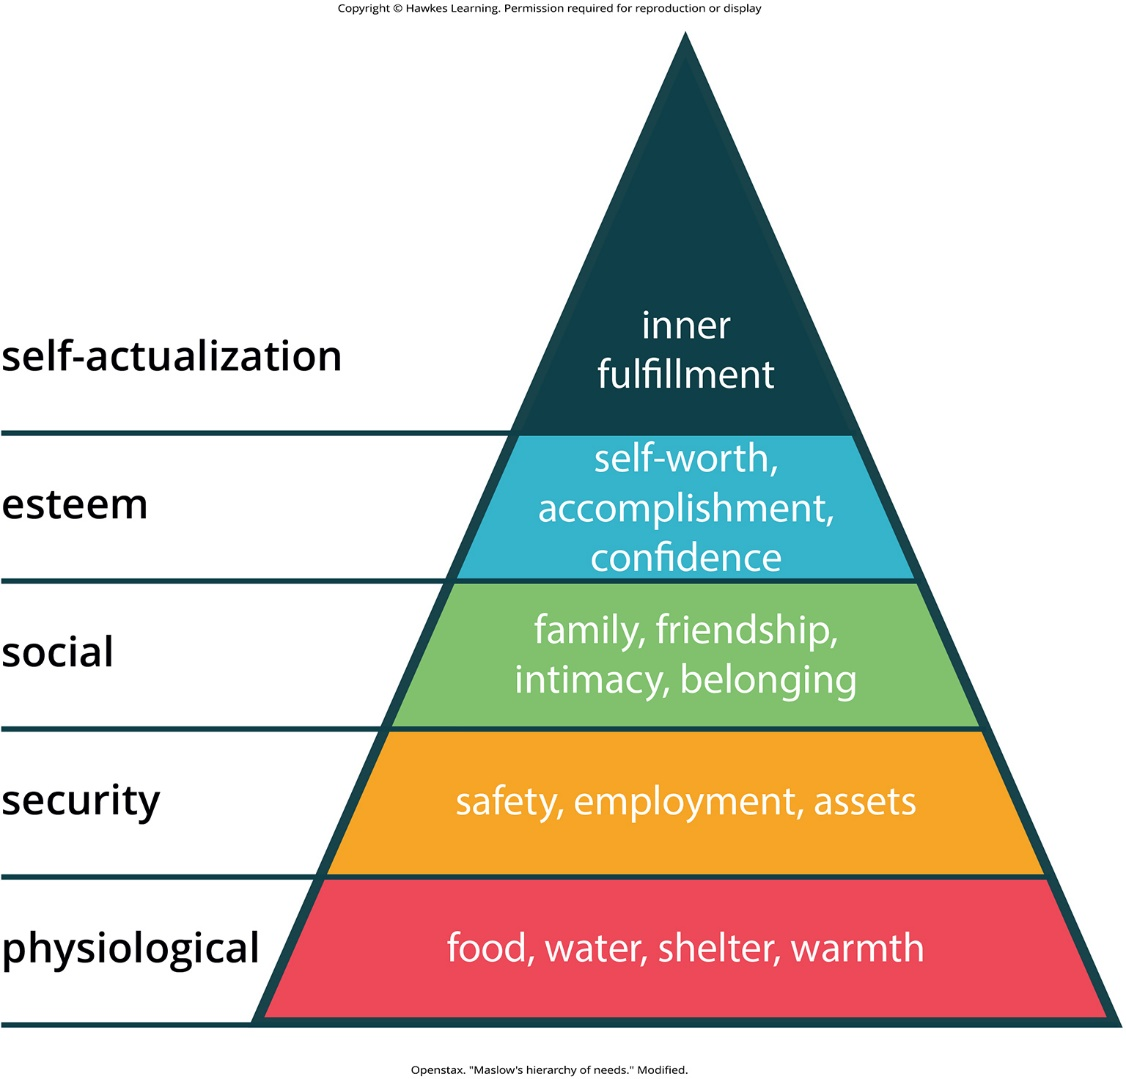 Copyright © Hawkes Learning. Permission required for reproduction or display
inner
fulfillment
self-actualization
self-worth,
accomplishment,
confidence
esteem
family, friendship,
intimacy, belonging
social
safety, employment, assets
security
food, water, shelter, warmth
physiological
Openstax. "Maslow's hierarchy of needs." Modified.